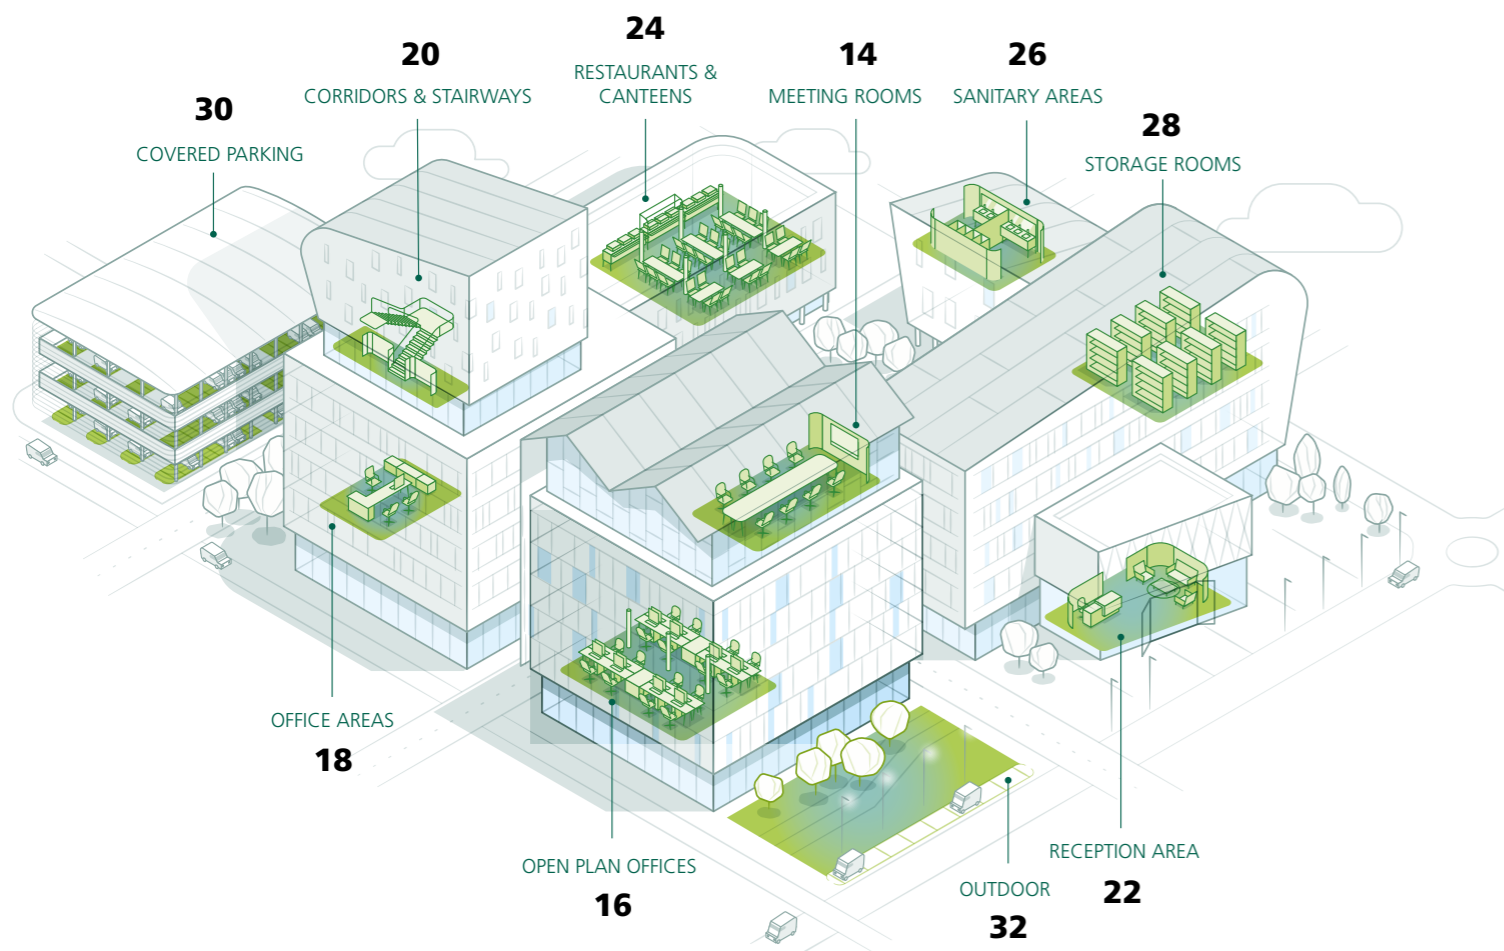 24
RESTAURANTS &
CANTEENS
20
CORRIDORS & STAIRWAYS
14
MEETING ROOMS
26
SANITARY AREAS
30
COVERED PARKING
28
STORAGE ROOMS
OFFICE AREAS
18
OPEN PLAN OFFICES
16
OUTDOOR
32
RECEPTION AREA
22